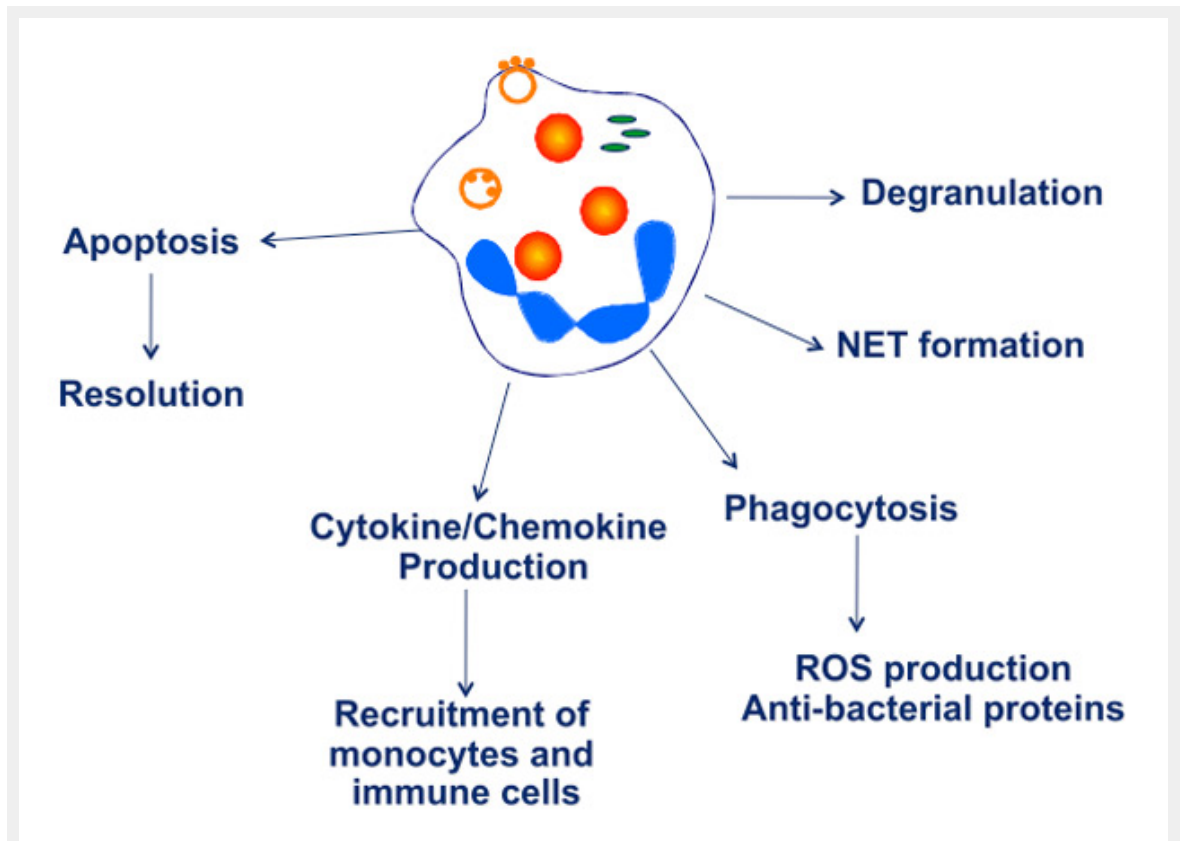 Degranulation
Apoptosis
NET formation
Resolution
Phagocytosis
Cytokine/Chemokine
Production
ROS production
Anti-bacterial proteins
Recruitment of
monocytes and
immune cells